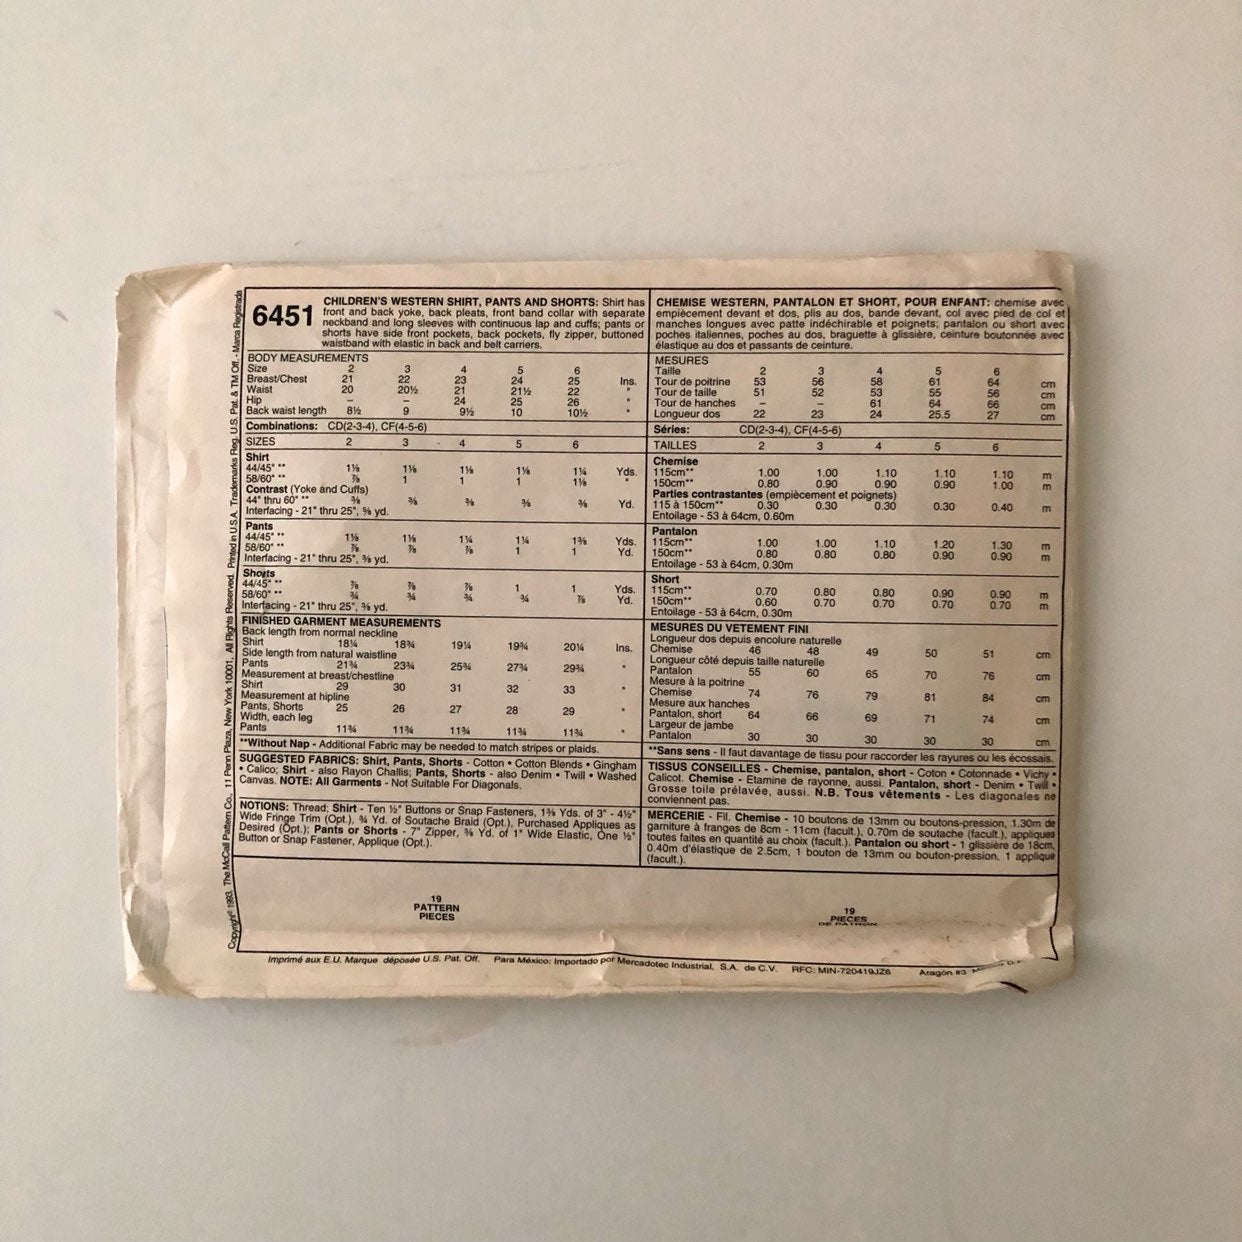 6451
CHILDREN'S WESTERN SHIRT, PANTS AND SHORTS: Shirt has
front and back yoke, back pleats, front band collar with separate
neckband and long sleeves with continuous lap and cuffs; pants or
shorts have side front pockets, back pockets, fly zipper, buttoned
waistband with elastic in back and belt carriers.
BODY MEASUREMENTS
Size 2 3 4 5 6
Breast/Chest 21 22 23 24 25 Ins.
Waist 20 20½ 21 21½ 22 "
Hip – – 24 25 26 "
Back waist length 8½ 9 9½ 10 10½ "
Combinations: CD(2-3-4), CF(4-5-6)
SIZES 2 3 4 5 6
Shirt
44/45" ** 1⅛ 1⅛ 1⅛ 1⅛ 1¼ Yds.
58/60" ** ⅞ 1 1 1 1⅛ "
Contrast (Yoke and Cuffs)
44" thru 60" ** ⅜ ⅜ ⅜ ⅜ ⅜ Yd.
Interfacing - 21" thru 25", ⅝ yd.
Pants
44/45" ** 1⅛ 1⅛ 1¼ 1¼ 1⅜ Yds.
58/60" ** ⅞ ⅞ ⅞ 1 1 Yd.
Interfacing - 21" thru 25", ⅜ yd.
Shorts
44/45" ** ⅞ ⅞ ⅞ 1 1 Yds.
58/60" ** ¾ ¾ ¾ ¾ ⅞ Yd.
Interfacing - 21" thru 25", ⅜ yd.
FINISHED GARMENT MEASUREMENTS
Back length from normal neckline
Shirt 18¼ 18¾ 19¼ 19¾ 20¼ Ins.
Side length from natural waistline
Pants 21¾ 23¾ 25¾ 27¾ 29¾ "
Measurement at breast/chestline
Shirt 29 30 31 32 33 "
Measurement at hipline
Pants, Shorts 25 26 27 28 29 "
Width, each leg
Pants 11¾ 11¾ 11¾ 11¾ 11¾ "
**Without Nap - Additional Fabric may be needed to match stripes or plaids.
SUGGESTED FABRICS: Shirt, Pants, Shorts - Cotton • Cotton Blends • Gingham
• Calico; Shirt - also Rayon Challis; Pants, Shorts - also Denim • Twill • Washed
Canvas. NOTE: All Garments - Not Suitable For Diagonals.
NOTIONS: Thread; Shirt - Ten ½" Buttons or Snap Fasteners, 1⅜ Yds. of 3" - 4½"
Wide Fringe Trim (Opt.), ¾ Yd. of Soutache Braid (Opt.), Purchased Appliques as
Desired (Opt.); Pants or Shorts - 7" Zipper, ⅜ Yd. of 1" Wide Elastic, One ½"
Button or Snap Fastener, Applique (Opt.).
19
PATTERN
PIECES
CHEMISE WESTERN, PANTALON ET SHORT, POUR ENFANT: chemise avec
empiècement devant et dos, plis au dos, bande devant, col avec pied de col et
manches longues avec patte indéchirable et poignets; pantalon ou short avec
poches italiennes, poches au dos, braguette à glissière, ceinture boutonnée avec
élastique au dos et passants de ceinture.
MESURES
Taille 2 3 4 5 6
Tour de poitrine 53 56 58 61 64 cm
Tour de taille 51 52 53 55 56 cm
Tour de hanches – – 61 64 66 cm
Longueur dos 22 23 24 25.5 27 cm
Séries: CD(2-3-4), CF(4-5-6)
TAILLES 2 3 4 5 6
Chemise
115cm** 1.00 1.00 1.10 1.10 1.10 m
150cm** 0.80 0.90 0.90 0.90 1.00 m
Parties contrastantes (empiècement et poignets)
115 à 150cm** 0.30 0.30 0.30 0.30 0.40 m
Entoilage - 53 à 64cm, 0.60m
Pantalon
115cm** 1.00 1.00 1.10 1.20 1.30 m
150cm** 0.80 0.80 0.80 0.90 0.90 m
Entoilage - 53 à 64cm, 0.30m
Short
115cm** 0.70 0.80 0.80 0.90 0.90 m
150cm** 0.60 0.70 0.70 0.70 0.70 m
Entoilage - 53 à 64cm, 0.30m
MESURES DU VETEMENT FINI
Longueur dos depuis encolure naturelle
Chemise 46 48 49 50 51 cm
Longueur côté depuis taille naturelle
Pantalon 55 60 65 70 76 cm
Mesure à la poitrine
Chemise 74 76 79 81 84 cm
Mesure aux hanches
Pantalon, short 64 66 69 71 74 cm
Largeur de jambe
Pantalon 30 30 30 30 30 cm
**Sans sens - Il faut davantage de tissu pour raccorder les rayures ou les écossais.
TISSUS CONSEILLES - Chemise, pantalon, short - Coton • Cotonnade • Vichy •
Calicot. Chemise - Etamine de rayonne, aussi. Pantalon, short - Denim • Twill •
Grosse toile prélavée, aussi. N.B. Tous vêtements - Les diagonales ne
conviennent pas.
MERCERIE - Fil. Chemise - 10 boutons de 13mm ou boutons-pression, 1.30m de
garniture à franges de 8cm - 11cm (facult.), 0.70m de soutache (facult.), appliques
toutes faites en quantité au choix (facult.). Pantalon ou short - 1 glissière de 18cm,
0.40m d'élastique de 2.5cm, 1 bouton de 13mm ou bouton-pression, 1 applique
(facult.).
19
PIECES
DE PATRON
Imprimé aux E.U. Marque déposée U.S. Pat. Off. Para México: Importado por Mercadotec Industrial, S.A. de C.V. RFC: MIN-720419JZ6 Aragón #3
Copyright© 1993, The McCall Pattern Co., 11 Penn Plaza, New York 10001, All Rights Reserved, Printed in U.S.A. Trademarks Reg. U.S. Pat. & TM Off. - Marca Registrada